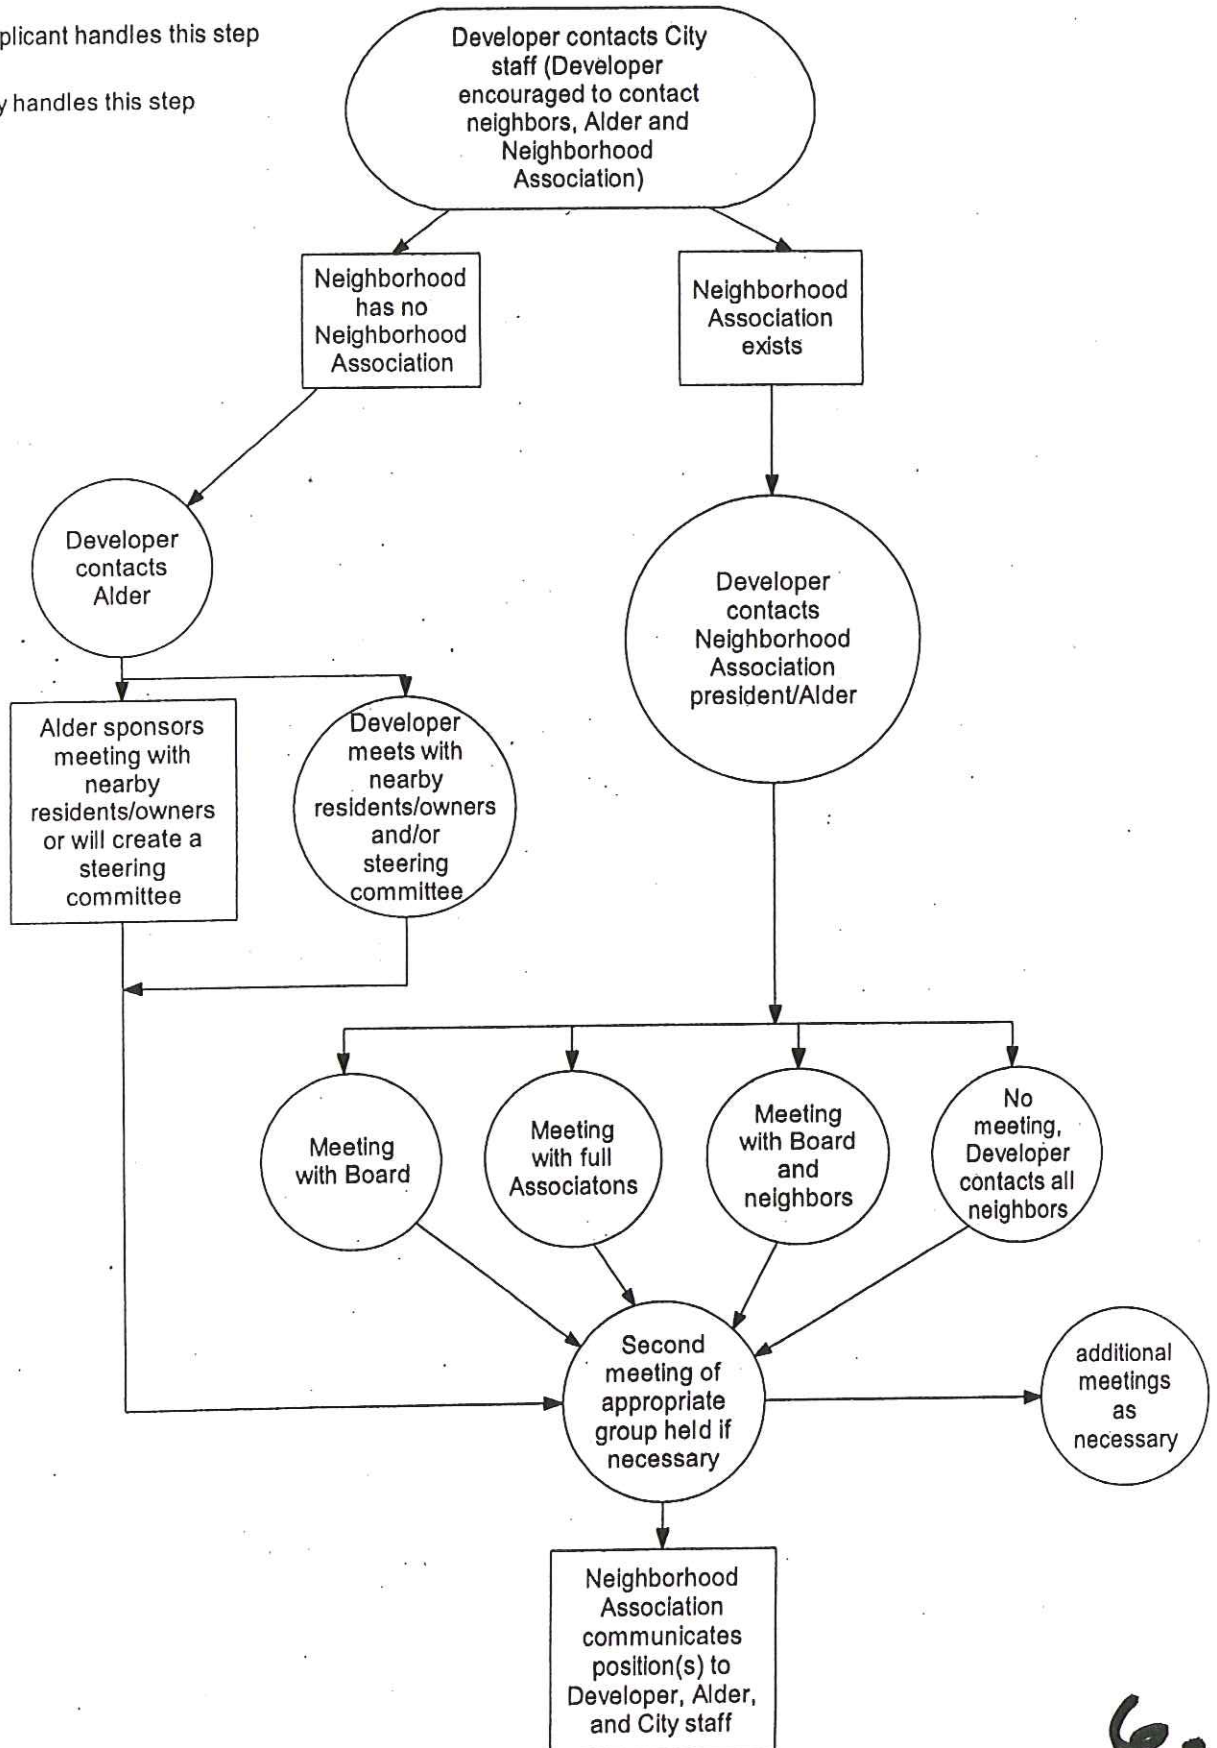 plicant handles this step
y handles this step
Developer contacts City
staff (Developer
encouraged to contact
neighbors, Alder and
Neighborhood
Association)
Neighborhood
has no
Neighborhood
Association
Neighborhood
Association
exists
Developer
contacts
Alder
Developer
contacts
Neighborhood
Association
president/Alder
Alder sponsors
meeting with
nearby
residents/owners
or will create a
steering
committee
Developer
meets with
nearby
residents/owners
and/or
steering
committee
Meeting
with Board
Meeting
with full
Associatons
Meeting
with Board
and
neighbors
No
meeting,
Developer
contacts all
neighbors
Second
meeting of
appropriate
group held if
necessary
additional
meetings
as
necessary
Neighborhood
Association
communicates
position(s) to
Developer, Alder,
and City staff
6.